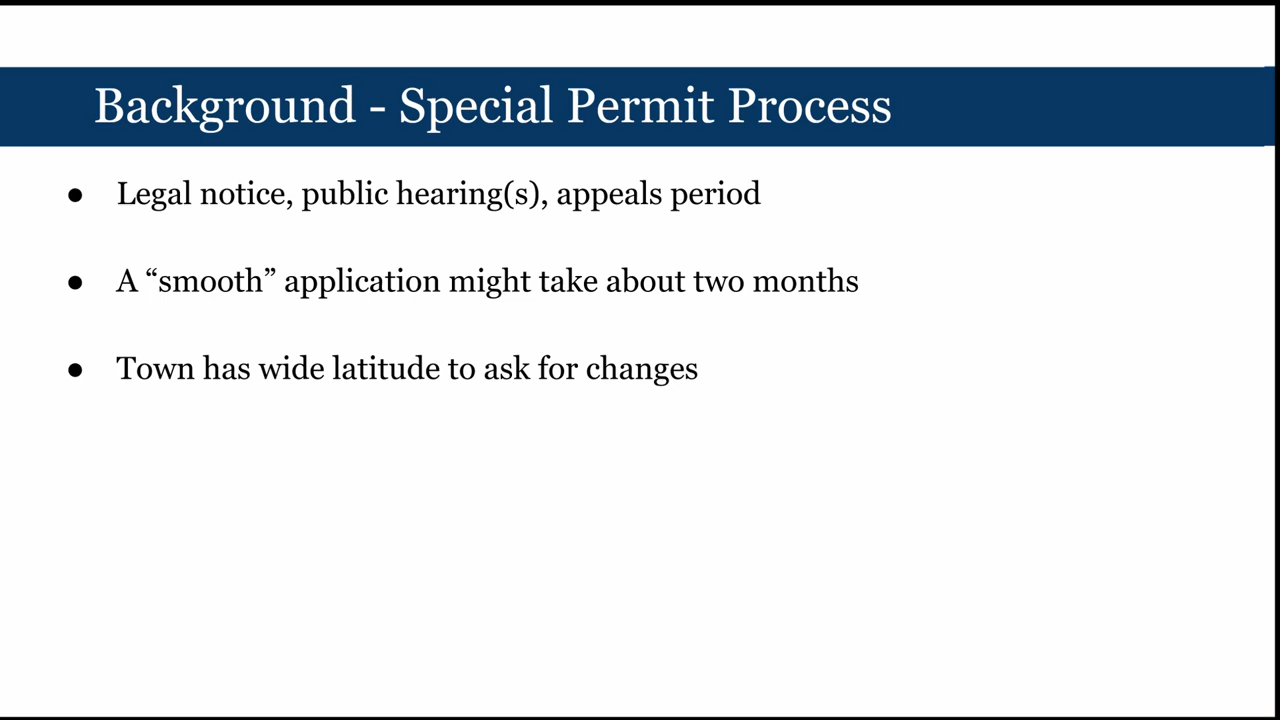 Background - Special Permit Process
● Legal notice, public hearing(s), appeals period
● A “smooth” application might take about two months
● Town has wide latitude to ask for changes